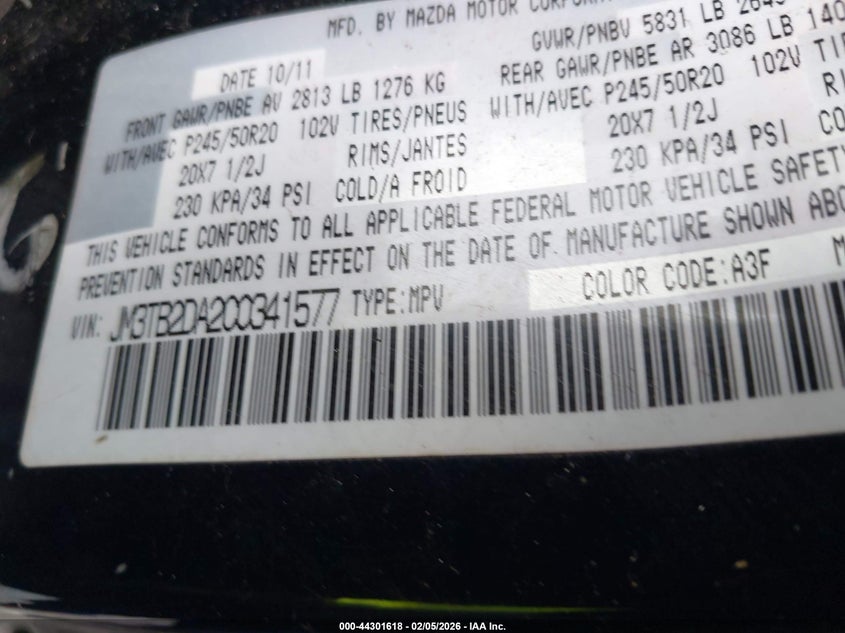 MFD. BY MAZDA MOTOR
DATE 10/11 GVWR/PNBV 5831 LB
FRONT GAWR/PNBE AV 2813 LB 1276 KG REAR GAWR/PNBE AR 3086 LB
WITH/AVEC P245/50R20 102V TIRES/PNEUS WITH/AVEC P245/50R20 102V
20X7 1/2J RIMS/JANTES 20X7 1/2J
230 KPA/34 PSI COLD/A FROID 230 KPA/34 PSI
THIS VEHICLE CONFORMS TO ALL APPLICABLE FEDERAL MOTOR VEHICLE SAFETY
PREVENTION STANDARDS IN EFFECT ON THE DATE OF MANUFACTURE SHOWN
VIN: JM3TB2DA2C0341577 TYPE:MPV COLOR CODE:A3F
000-44301618 - 02/05/2026 - IAA Inc.